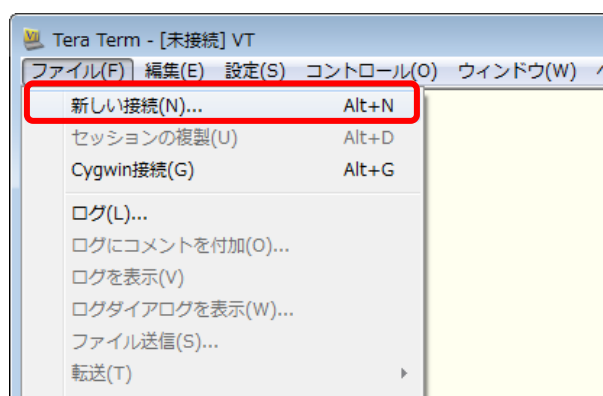 Tera Term - [未接続] VT
ファイル(F) 編集(E) 設定(S) コントロール(O) ウィンドウ(W)
新しい接続(N)... Alt+N
セッションの複製(U) Alt+D
Cygwin接続(G) Alt+G
ログ(L)...
ログにコメントを付加(O)...
ログを表示(V)
ログダイアログを表示(W)...
ファイル送信(S)...
転送(T)